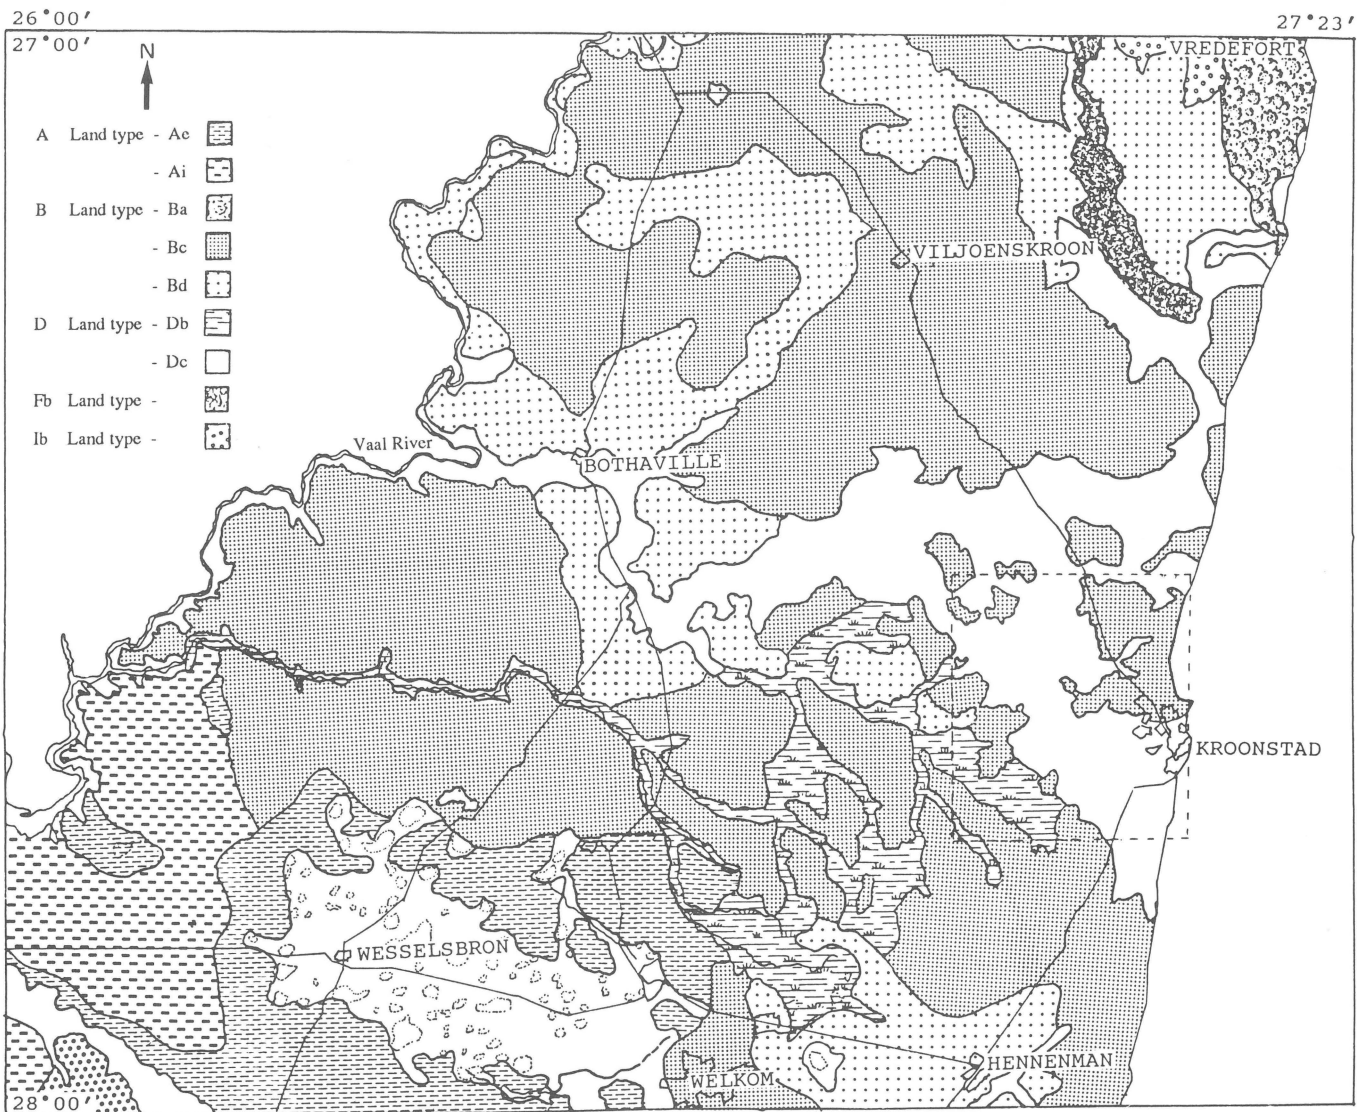 26°00′
27°23′
27°00′
VREDEFORT
N
A Land type - Ae
- Ai
B Land type - Ba
- Bc
- Bd
D Land type - Db
- Dc
Fb Land type -
Ib Land type -
VILJOENSKROON
Vaal River
BOTHAVILLE
KROONSTAD
WESSELSBRON
HENNENMAN
WELKOM
28°00′